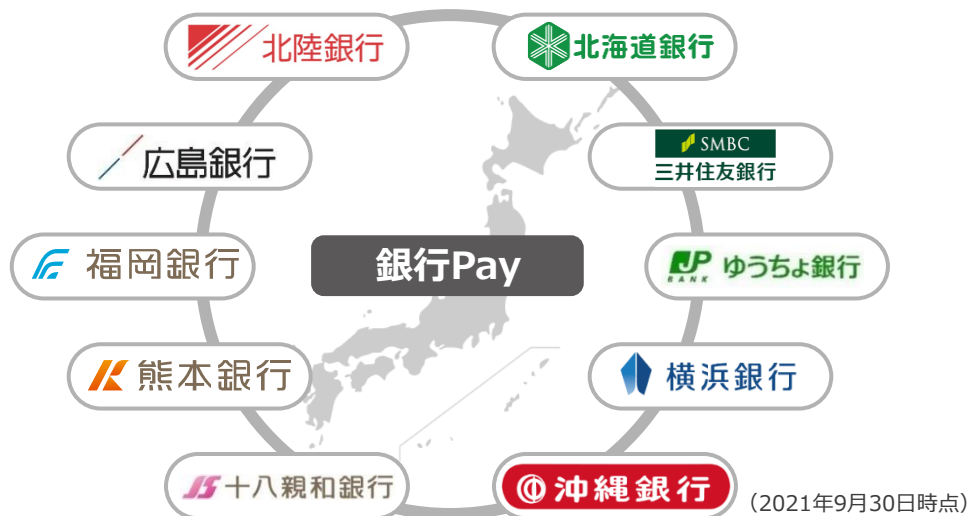 北陸銀行
北海道銀行
広島銀行
SMBC
三井住友銀行
福岡銀行
銀行Pay
JP
BANK
ゆうちょ銀行
熊本銀行
横浜銀行
十八親和銀行
沖縄銀行
（2021年9月30日時点）